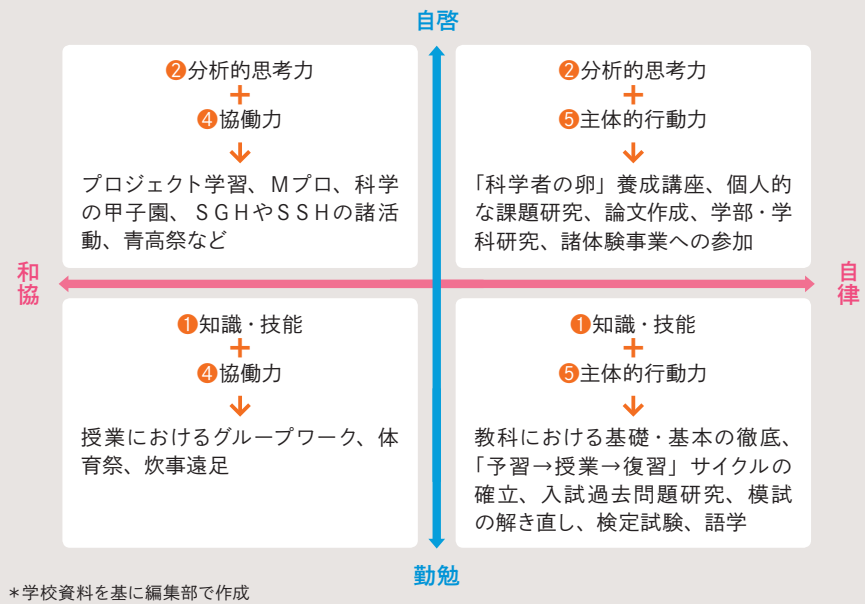 自啓
❷分析的思考力
＋
❹協働力
↓
プロジェクト学習、Mプロ、科学
の甲子園、SGHやSSHの諸活
動、青高祭など
❷分析的思考力
＋
❺主体的行動力
↓
「科学者の卵」養成講座、個人的
な課題研究、論文作成、学部・学
科研究、諸体験事業への参加
和協
自律
❶知識・技能
＋
❹協働力
↓
授業におけるグループワーク、体
育祭、炊事遠足
❶知識・技能
＋
❺主体的行動力
↓
教科における基礎・基本の徹底、
「予習→授業→復習」サイクルの
確立、入試過去問題研究、模試
の解き直し、検定試験、語学
勤勉
＊学校資料を基に編集部で作成